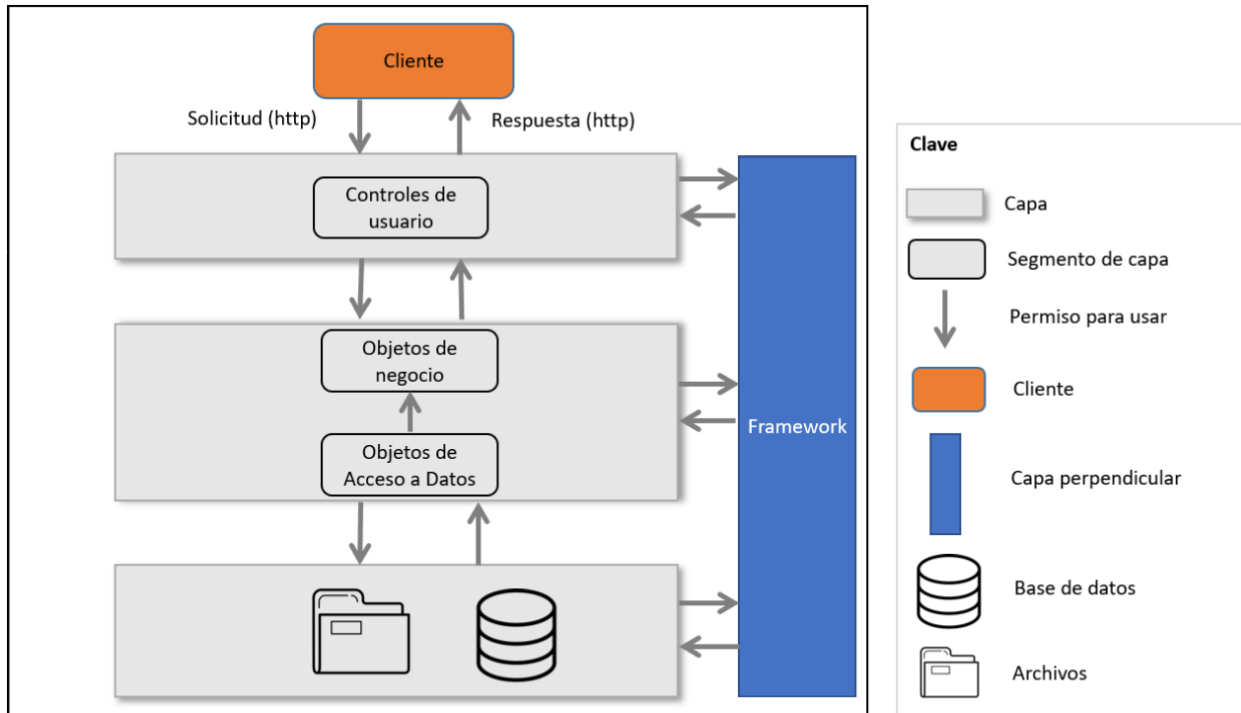 Cliente
Solicitud (http)
Respuesta (http)
Controles de
usuario
Objetos de
negocio
Objetos de
Acceso a Datos
Framework
Clave
Capa
Segmento de capa
Permiso para usar
Cliente
Capa perpendicular
Base de datos
Archivos